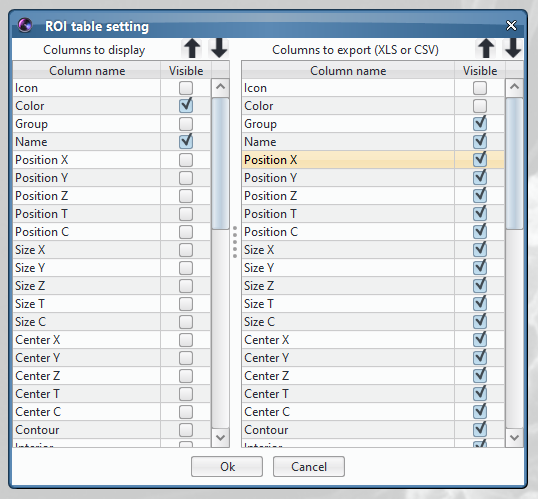 ROI table setting
Columns to display
Column name Visible
Icon
Color
Group
Name
Position X
Position Y
Position Z
Position T
Position C
Size X
Size Y
Size Z
Size T
Size C
Center X
Center Y
Center Z
Center T
Center C
Contour
Interior
Columns to export (XLS or CSV)
Column name Visible
Icon
Color
Group
Name
Position X
Position Y
Position Z
Position T
Position C
Size X
Size Y
Size Z
Size T
Size C
Center X
Center Y
Center Z
Center T
Center C
Contour
Interior
Ok Cancel